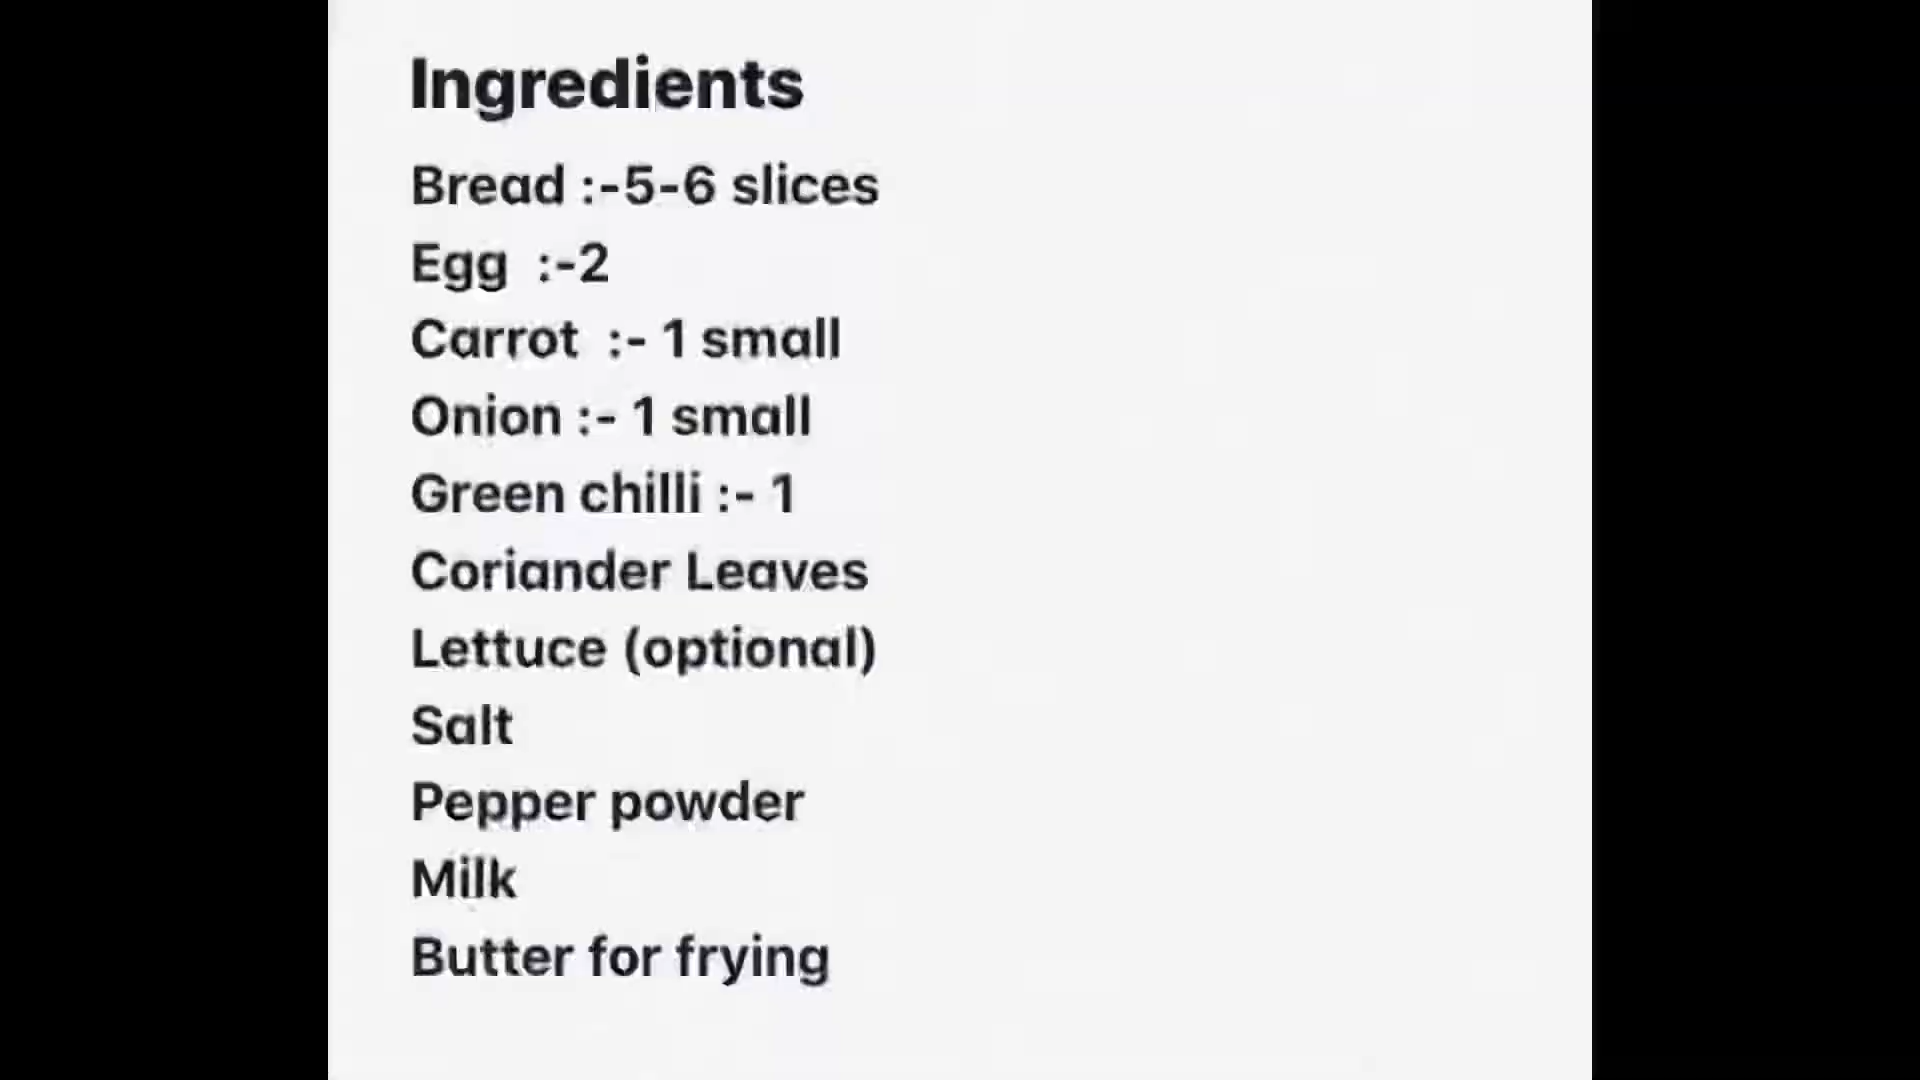 Ingredients
Bread :-5-6 slices
Egg  :-2
Carrot  :- 1 small
Onion :- 1 small
Green chilli :- 1
Coriander Leaves
Lettuce (optional)
Salt
Pepper powder
Milk
Butter for frying